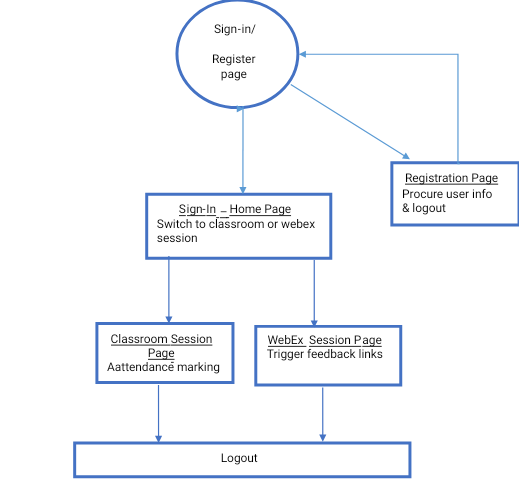 Sign-in/
Register
page
Registration Page
Procure user info
& logout
Sign-In – Home Page
Switch to classroom or webex
session
Classroom Session
Page
Aattendance marking
WebEx Session Page
Trigger feedback links
Logout